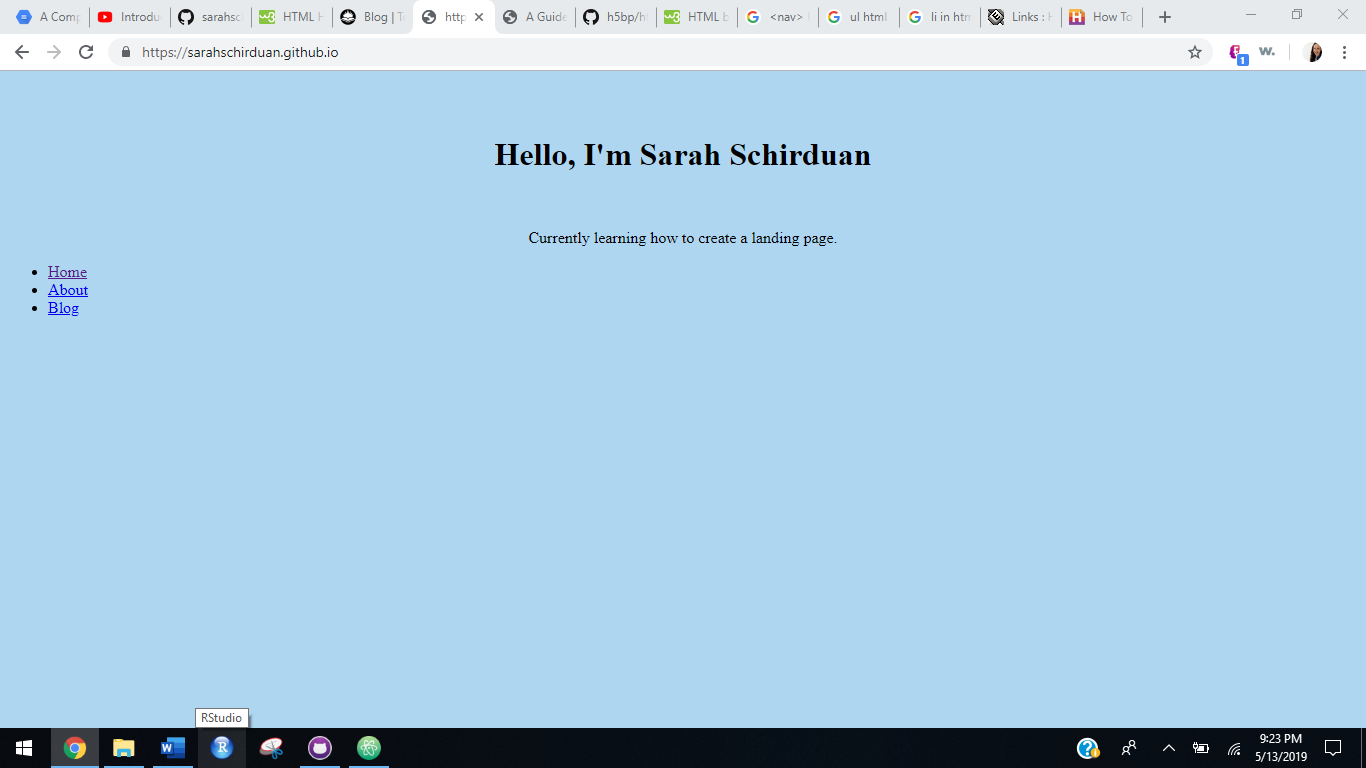 A Comp
Introdu
sarahsc
HTML H
Blog | T
http
A Guide
h5bp/h
HTML b
<nav>
ul html
li in htm
Links : H
How To
https://sarahschirduan.github.io
1
w.
Hello, I'm Sarah Schirduan
Currently learning how to create a landing page.
Home
About
Blog
RStudio
9:23 PM
5/13/2019